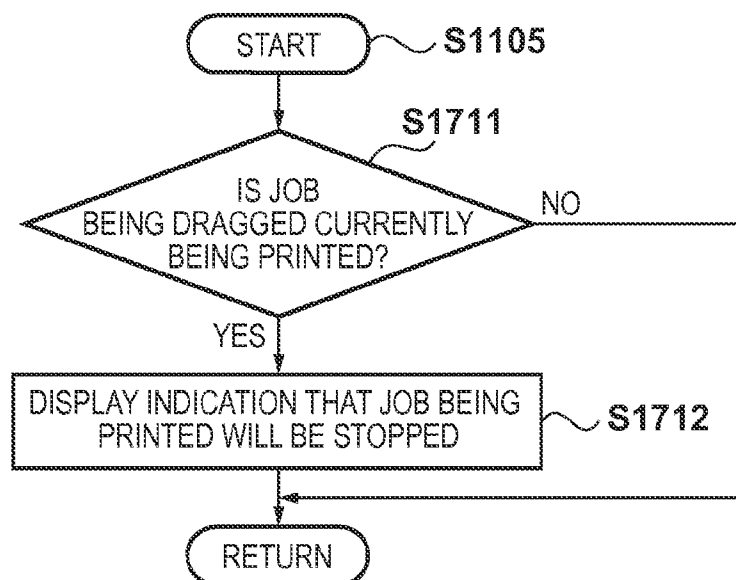 START
S1105
S1711
IS JOB
BEING DRAGGED CURRENTLY
BEING PRINTED?
NO
YES
DISPLAY INDICATION THAT JOB BEING
PRINTED WILL BE STOPPED
S1712
RETURN